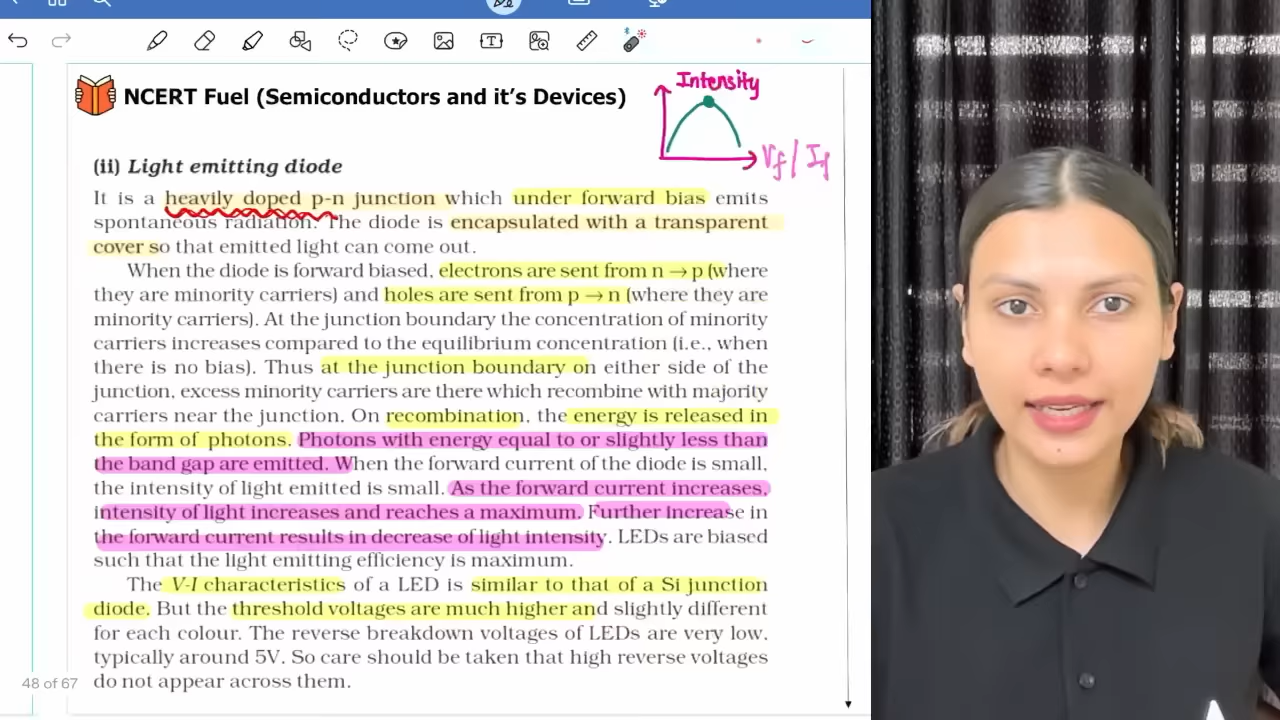 Intensity
NCERT Fuel (Semiconductors and it's Devices)
Vf / If
(ii) Light emitting diode
It is a heavily doped p-n junction which under forward bias emits
spontaneous radiation. The diode is encapsulated with a transparent
cover so that emitted light can come out.
When the diode is forward biased, electrons are sent from n → p (where
they are minority carriers) and holes are sent from p → n (where they are
minority carriers). At the junction boundary the concentration of minority
carriers increases compared to the equilibrium concentration (i.e., when
there is no bias). Thus at the junction boundary on either side of the
junction, excess minority carriers are there which recombine with majority
carriers near the junction. On recombination, the energy is released in
the form of photons. Photons with energy equal to or slightly less than
the band gap are emitted. When the forward current of the diode is small,
the intensity of light emitted is small. As the forward current increases,
intensity of light increases and reaches a maximum. Further increase in
the forward current results in decrease of light intensity. LEDs are biased
such that the light emitting efficiency is maximum.
The V-I characteristics of a LED is similar to that of a Si junction
diode. But the threshold voltages are much higher and slightly different
for each colour. The reverse breakdown voltages of LEDs are very low,
typically around 5V. So care should be taken that high reverse voltages
do not appear across them.
48 of 67